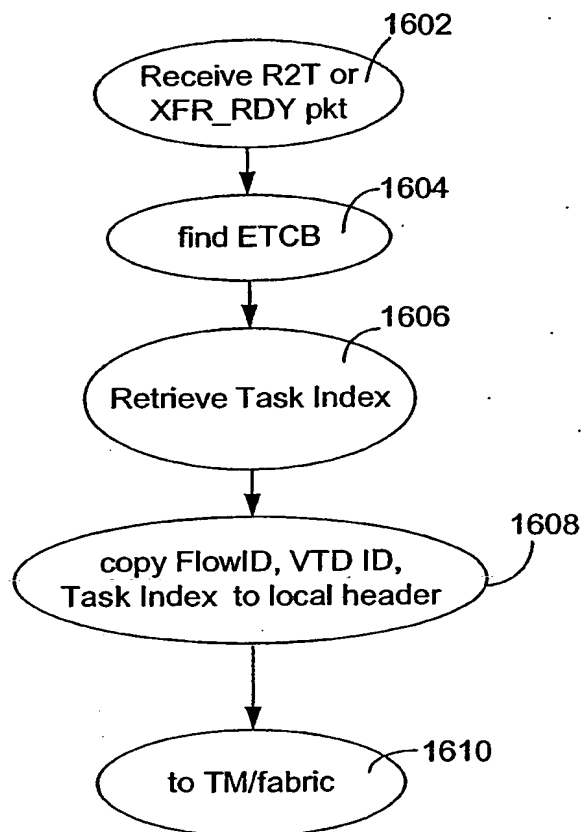 1602
Receive R2T or
XFR_RDY pkt
1604
find ETCB
1606
Retrieve Task Index
1608
copy FlowID, VTD ID,
Task Index to local header
1610
to TM/fabric